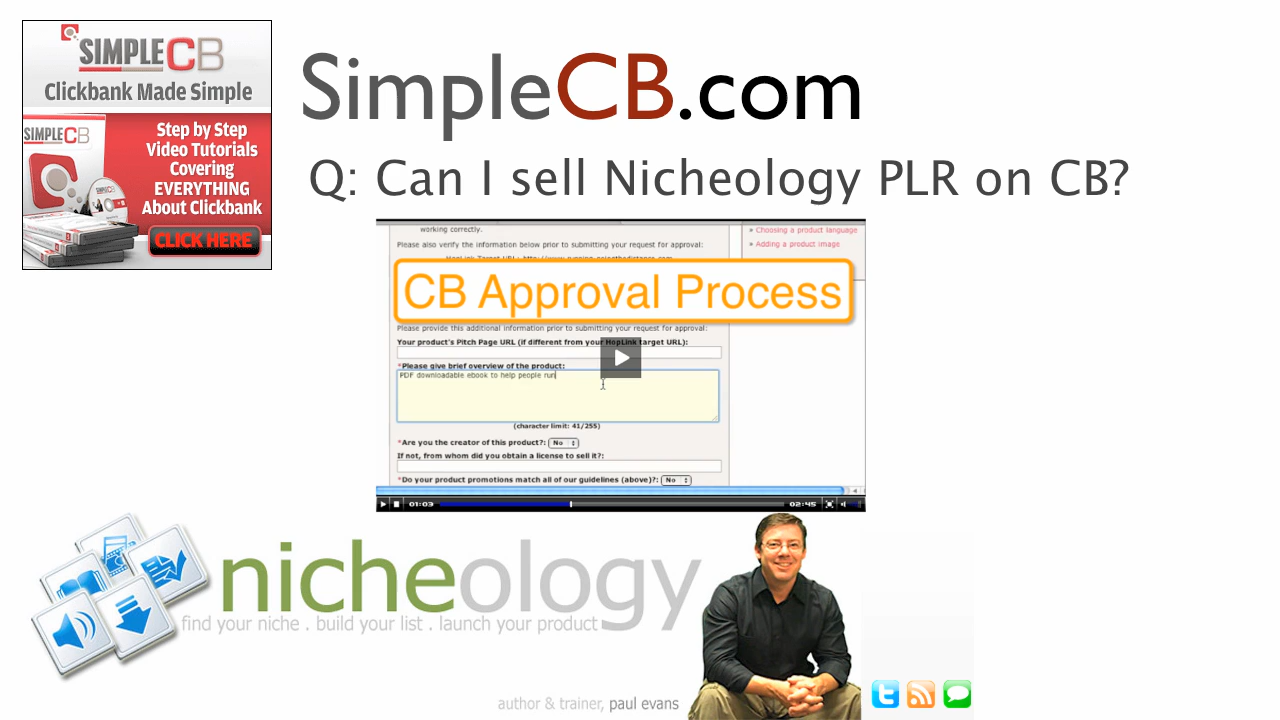 SIMPLECB
Clickbank Made Simple
SIMPLECB
Step by Step
Video Tutorials
Covering
EVERYTHING
About Clickbank
CLICK HERE
SimpleCB.com
Q: Can I sell Nicheology PLR on CB?
working correctly.
Please also verify the information below prior to submitting your request for approval:
» Choosing a product language
» Adding a product image
CB Approval Process
Please provide this additional information prior to submitting your request for approval:
Your product's Pitch Page URL (if different from your HopLink target URL):
*Please give brief overview of the product:
PDF downloadable ebook to help people run
(character limit: 41/255)
*Are you the creator of this product?: No
If not, from whom did you obtain a license to sell it?:
*Do your product promotions match all of our guidelines (above)?: No
01:03
02:45
nicheology
find your niche . build your list . launch your product
author & trainer, paul evans